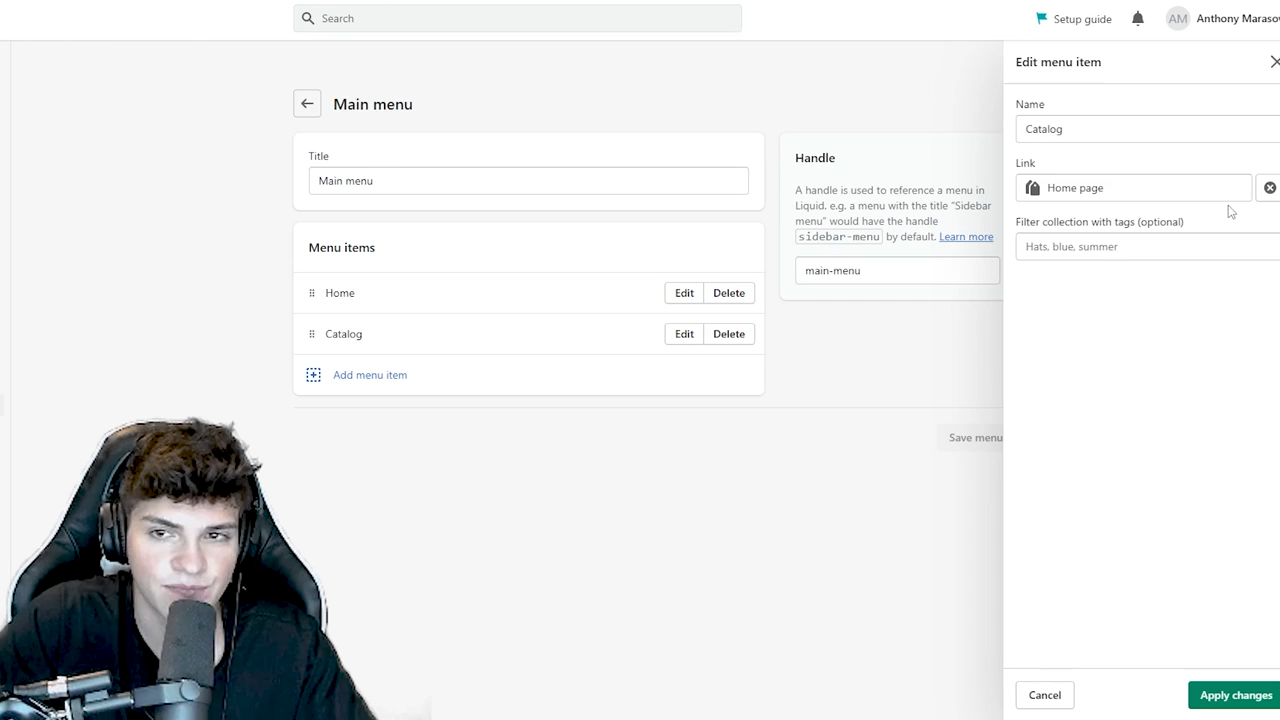 Search
Setup guide
AM
Anthony Maraso
Main menu
Title
Main menu
Menu items
Home
Edit
Delete
Catalog
Edit
Delete
Add menu item
Handle
A handle is used to reference a menu in
Liquid. e.g. a menu with the title "Sidebar
menu" would have the handle
sidebar-menu by default. Learn more
main-menu
Save menu
Edit menu item
Name
Catalog
Link
Home page
Filter collection with tags (optional)
Hats, blue, summer
Cancel
Apply changes